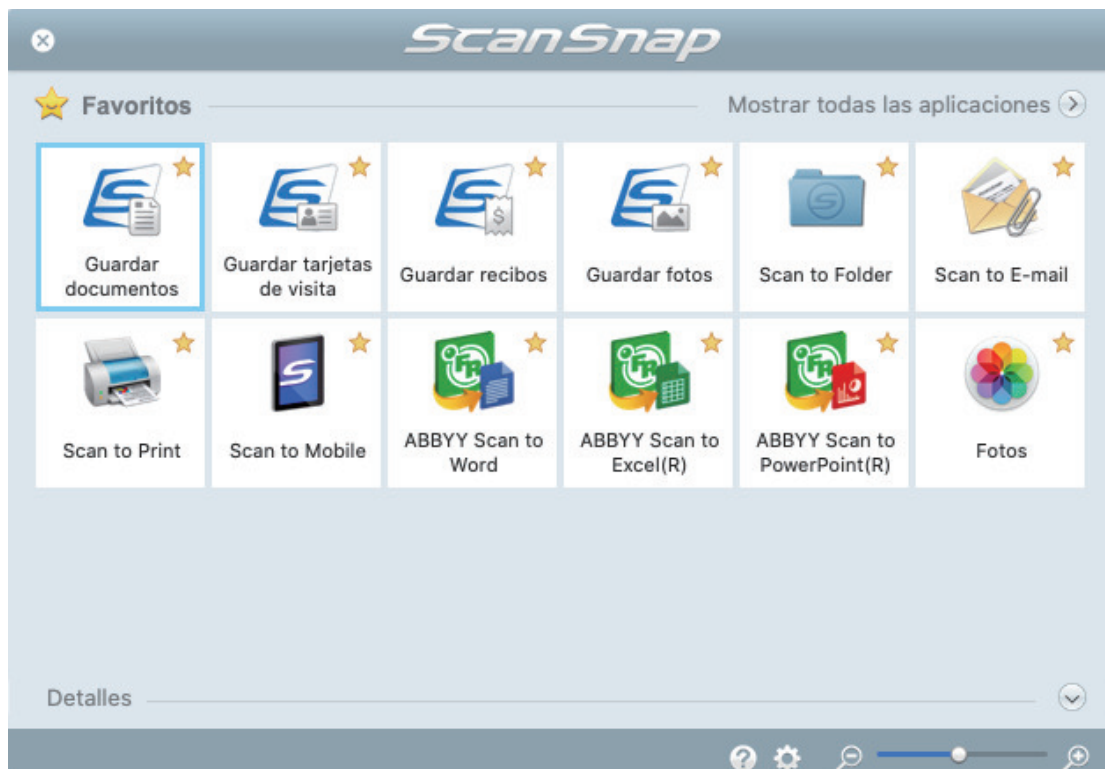 ScanSnap
Favoritos
Mostrar todas las aplicaciones
Guardar
documentos
Guardar tarjetas
de visita
Guardar recibos
Guardar fotos
Scan to Folder
Scan to E-mail
Scan to Print
Scan to Mobile
ABBYY Scan to
Word
ABBYY Scan to
Excel(R)
ABBYY Scan to
PowerPoint(R)
Fotos
Detalles